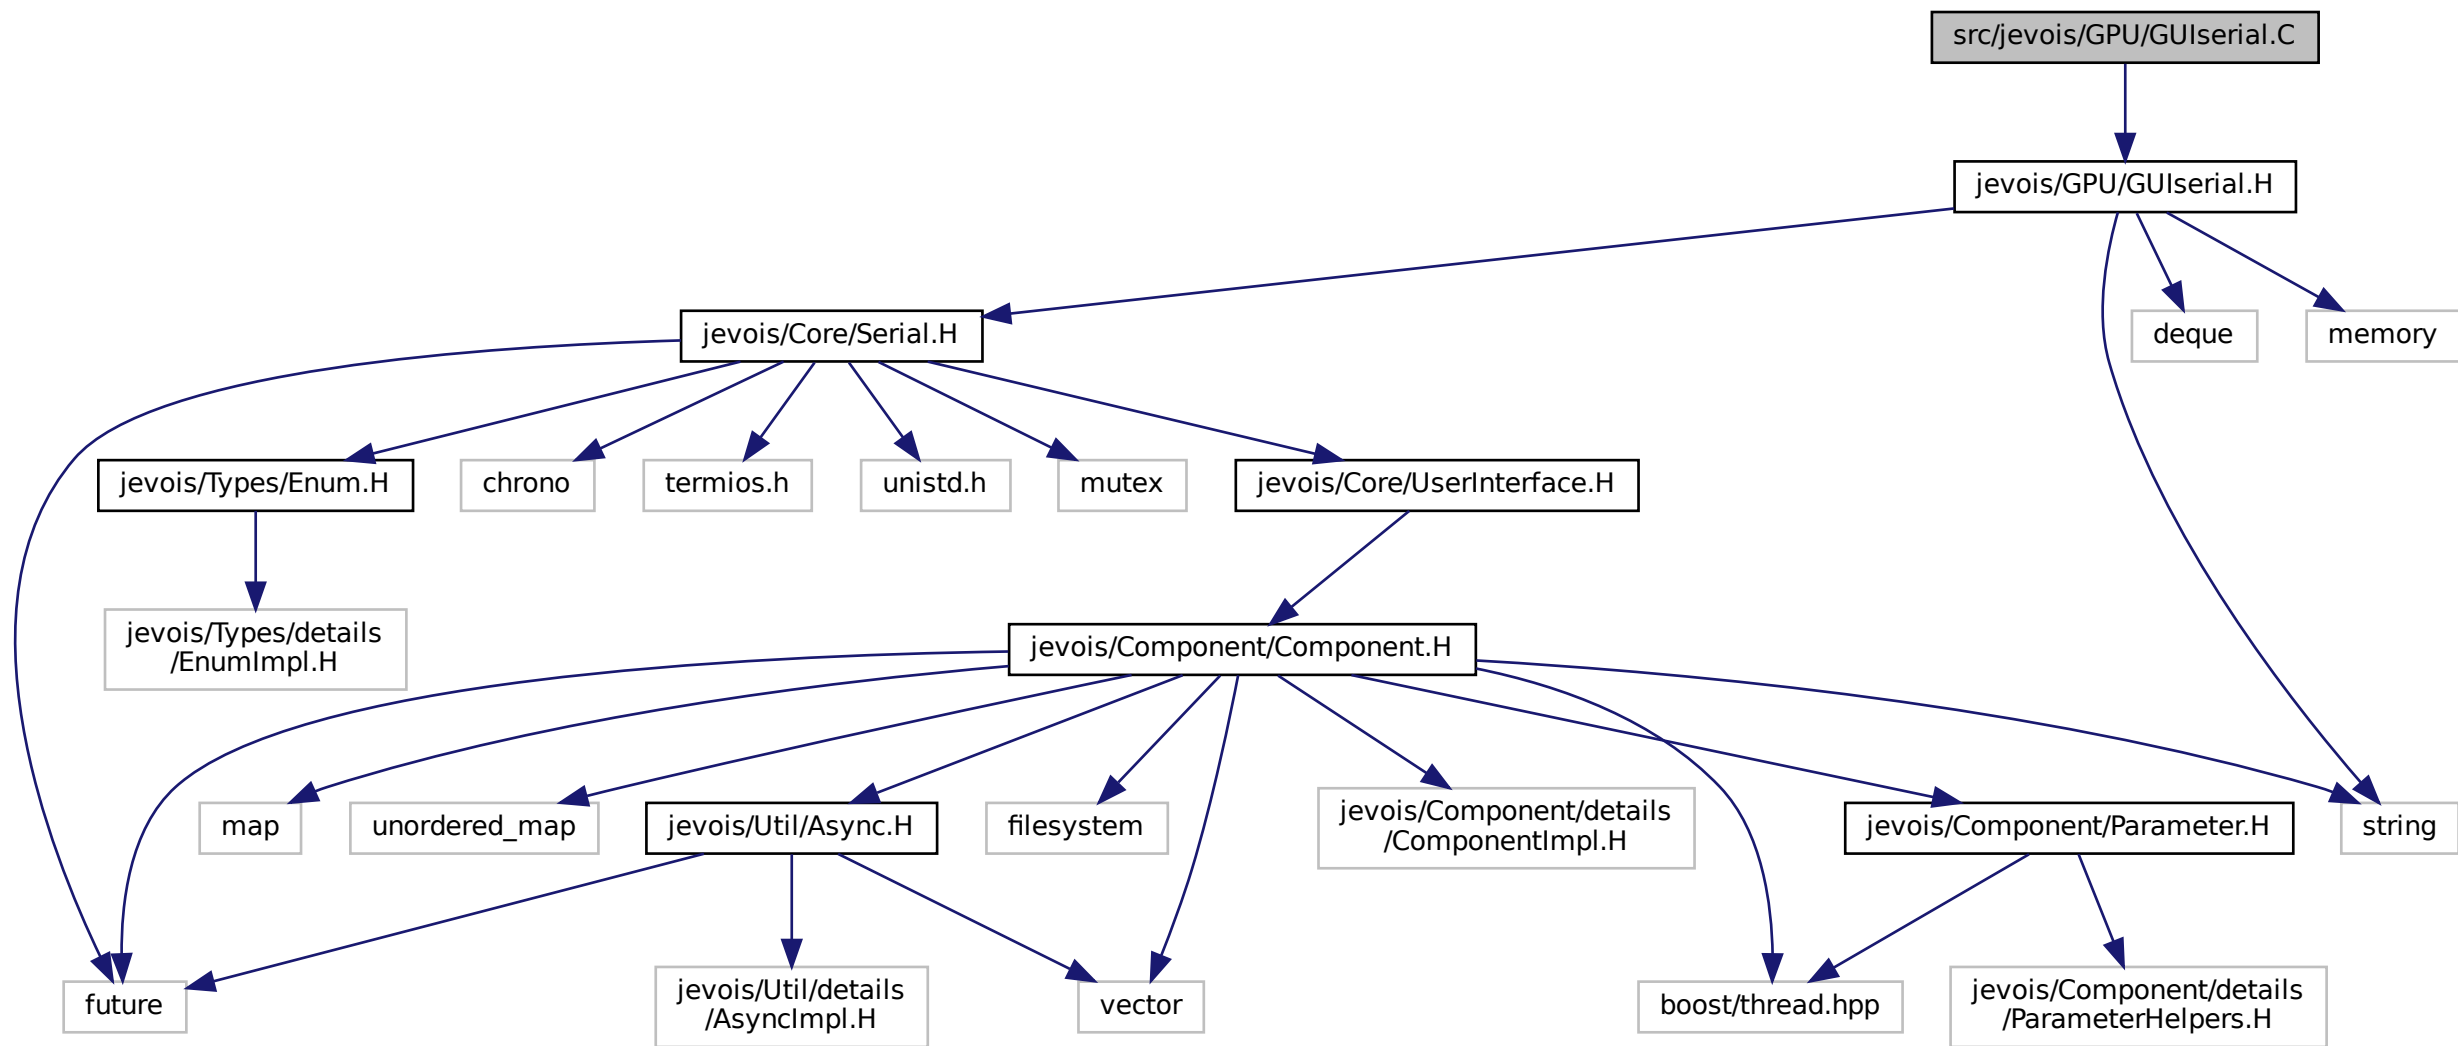 src/jevois/GPU/GUIserial.C
jevois/GPU/GUIserial.H
jevois/Core/Serial.H
deque
memory
jevois/Types/Enum.H
chrono
termios.h
unistd.h
mutex
jevois/Core/UserInterface.H
jevois/Types/details
/EnumImpl.H
jevois/Component/Component.H
map
unordered_map
jevois/Util/Async.H
filesystem
jevois/Component/details
/ComponentImpl.H
jevois/Component/Parameter.H
string
future
jevois/Util/details
/AsyncImpl.H
vector
boost/thread.hpp
jevois/Component/details
/ParameterHelpers.H